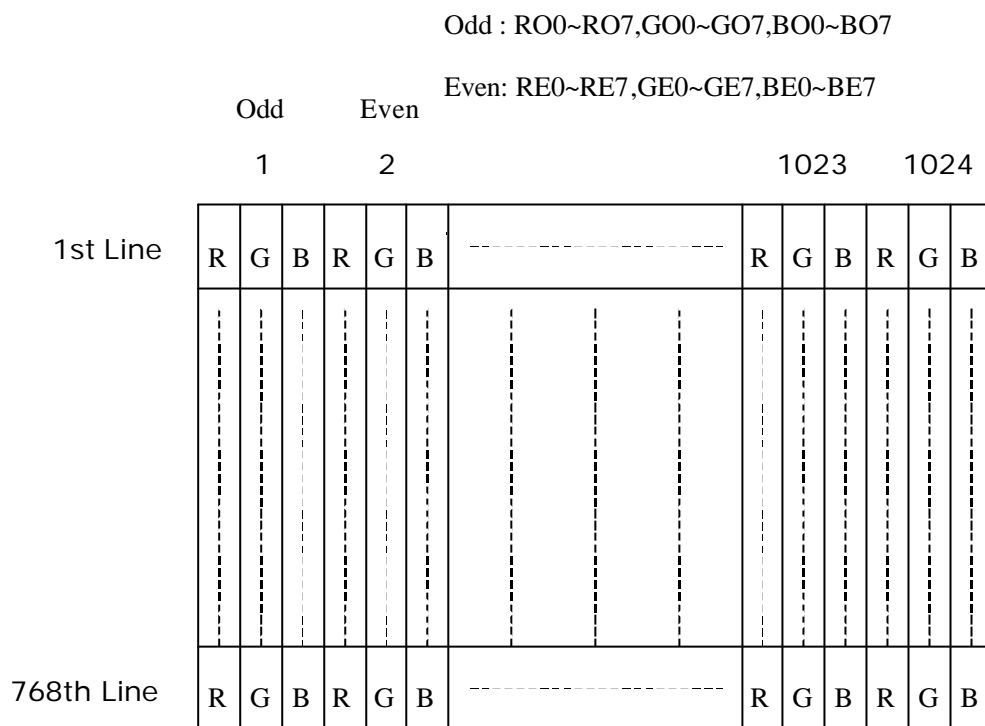 Odd : RO0~RO7,GO0~GO7,BO0~BO7
Even: RE0~RE7,GE0~GE7,BE0~BE7
Odd Even
1 2 1023 1024
1st Line R G B R G B R G B R G B
768th Line R G B R G B R G B R G B